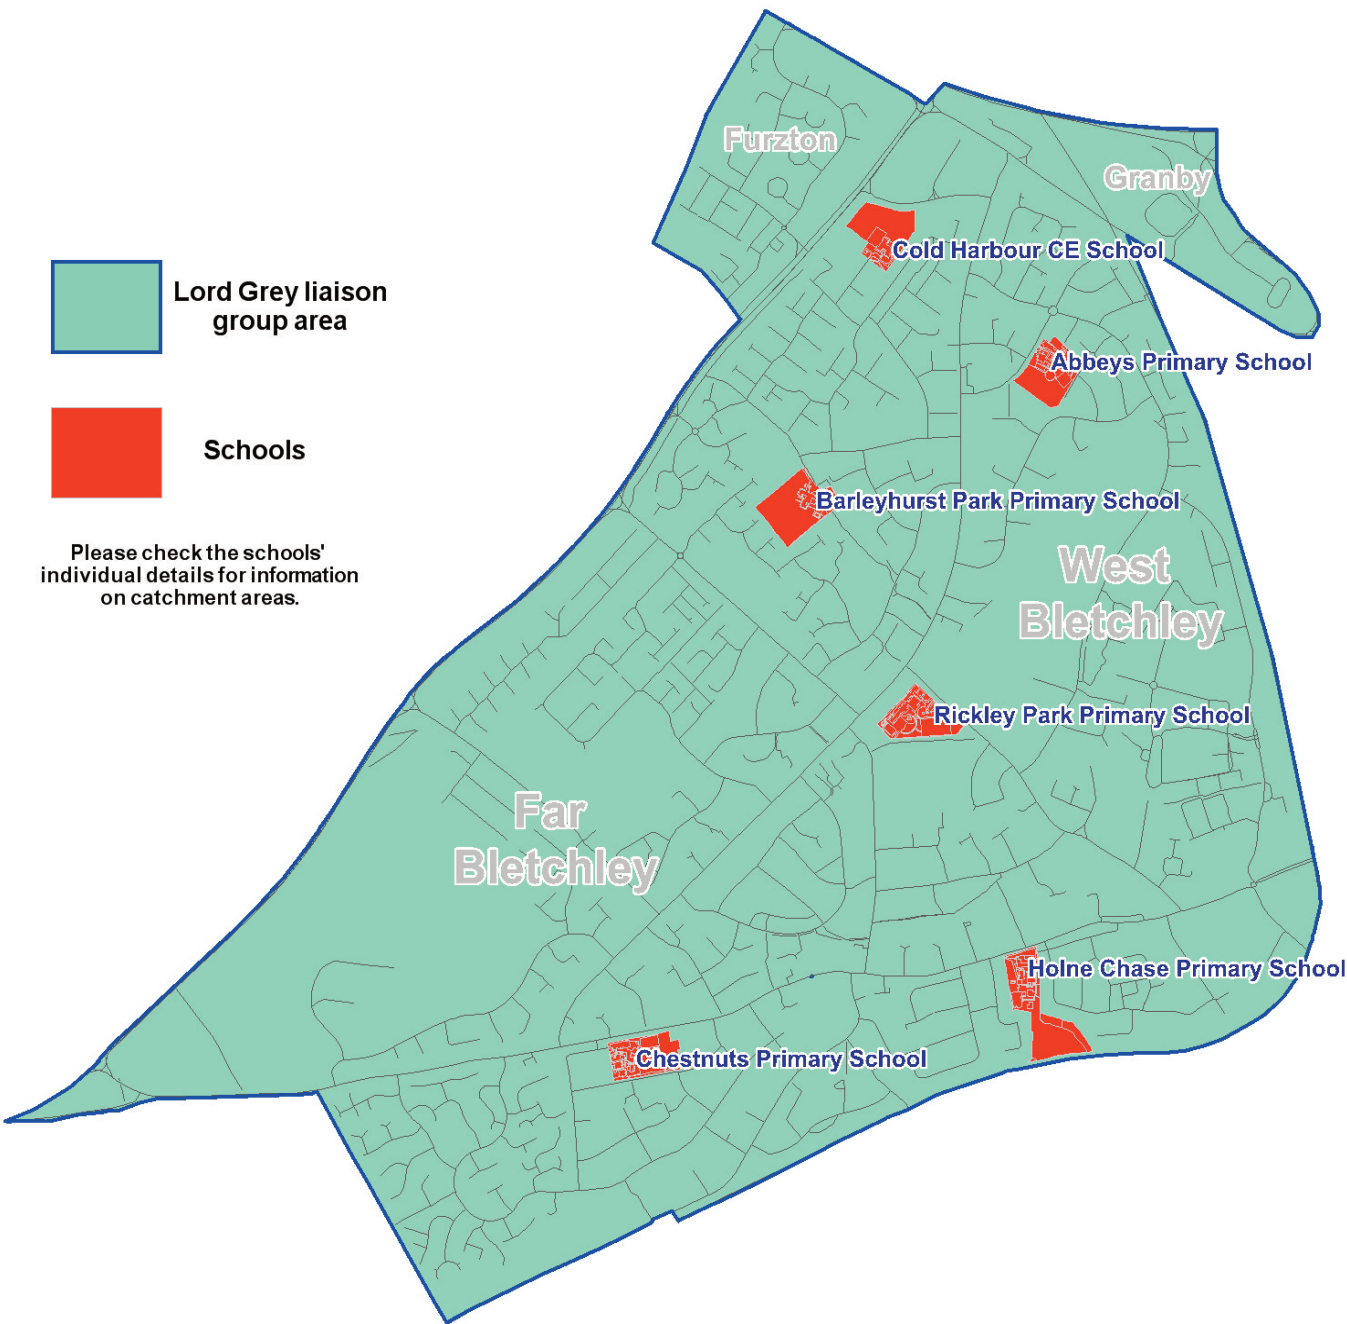 Furzton
Granby
Cold Harbour CE School
Lord Grey liaison
group area
Abbeys Primary School
Schools
Barleyhurst Park Primary School
Please check the schools'
individual details for information
on catchment areas.
West
Bletchley
Rickley Park Primary School
Far
Bletchley
Holne Chase Primary School
Chestnuts Primary School